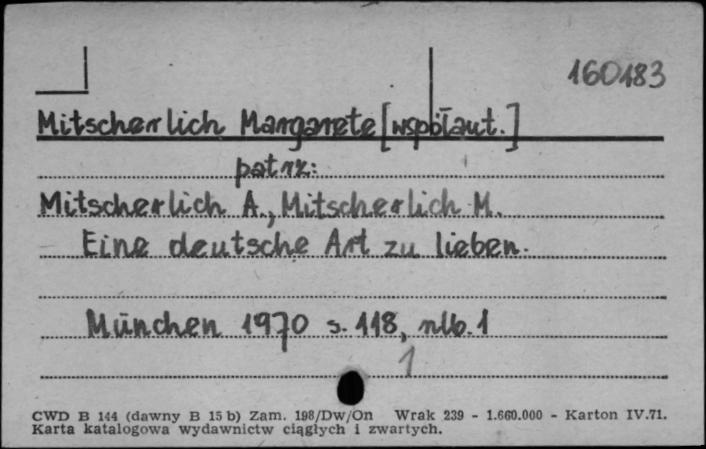 160183
Mitscherlich Margarete [współaut.]
patrz:
Mitscherlich A., Mitscherlich M.
Eine deutsche Art zu lieben.
München 1970 s. 118, nlb. 1
1
CWD B 144 (dawny B 15 b) Zam. 198/Dw/On Wrak 239 - 1.660.000 - Karton IV.71.
Karta katalogowa wydawnictw ciągłych i zwartych.